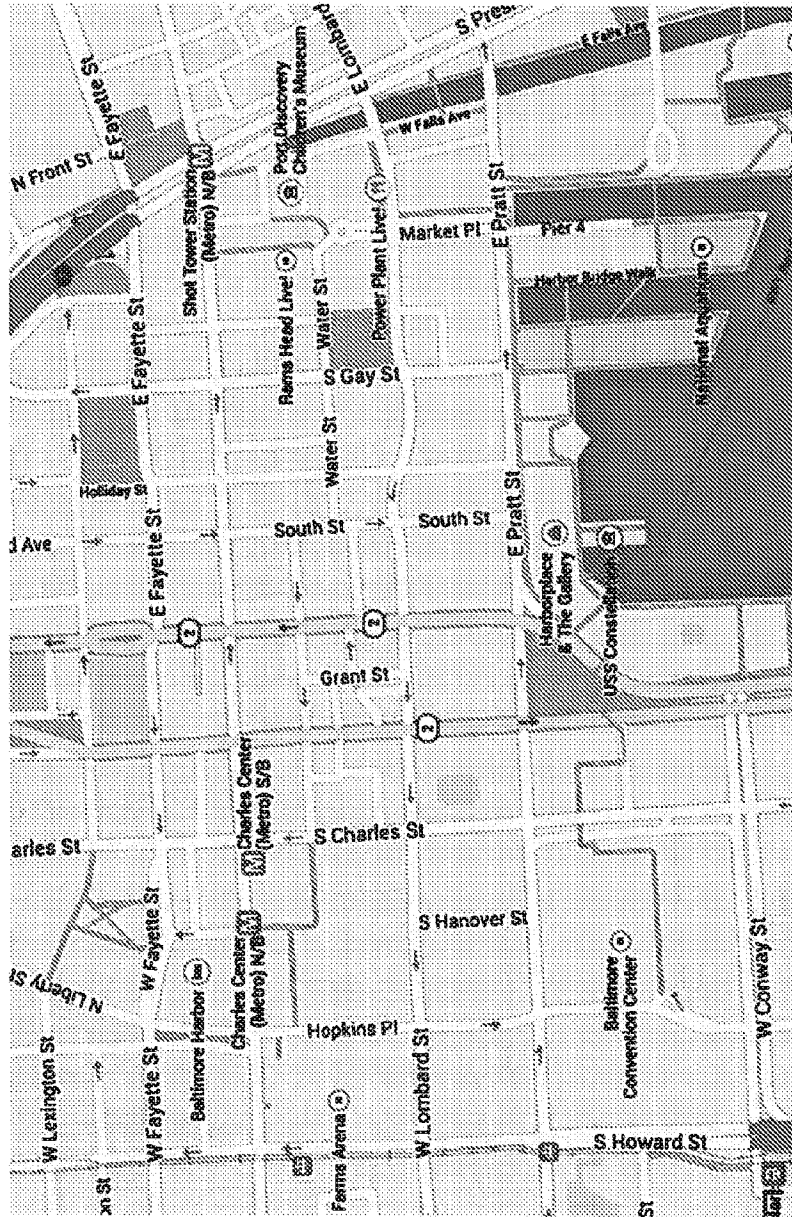 S Pres
E Falls Ave
E Lombard
E Fayette St
N Front St
Port Discovery
Children's Museum
W Falls Ave
Shot Tower Station
(Metro) N/B
Power Plant Live!
Market Pl
E Pratt St
Pier 4
Rams Head Live!
Water St
Harbor Bridge Walk
National Aquarium
E Fayette St
S Gay St
Water St
Holliday St
South St
South St
E Pratt St
d Ave
E Fayette St
Harborplace
& The Gallery
USS Constellation
2
2
Grant St
2
Charles Center
(Metro) S/B
S Charles St
arles St
W Fayette St
S Hanover St
N Liberty St
Charles Center
(Metro) N/B
Baltimore Harbor
Baltimore
Convention Center
W Conway St
Hopkins Pl
W Lexington St
W Fayette St
W Lombard St
S Howard St
Farms Arena
on St
St